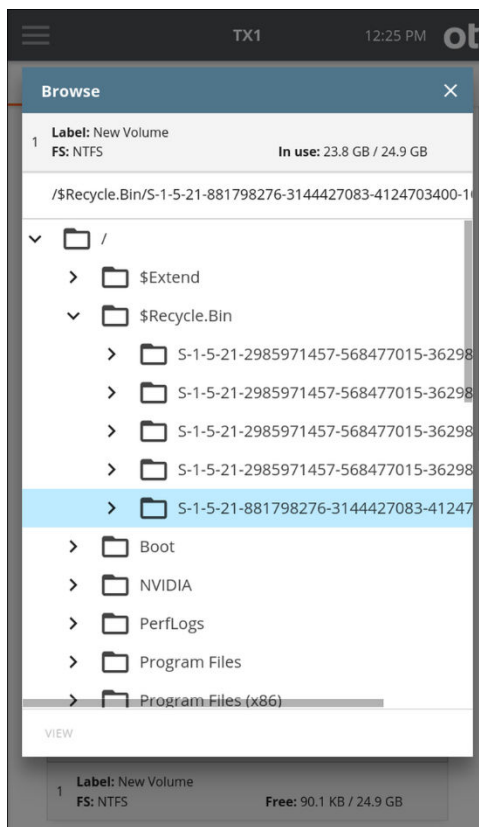 TX1 12:25 PM
Browse
1 Label: New Volume
FS: NTFS In use: 23.8 GB / 24.9 GB
/$Recycle.Bin/S-1-5-21-881798276-3144427083-4124703400-1
/
$Extend
$Recycle.Bin
S-1-5-21-2985971457-568477015-36298
S-1-5-21-2985971457-568477015-36298
S-1-5-21-2985971457-568477015-36298
S-1-5-21-2985971457-568477015-36298
S-1-5-21-881798276-3144427083-41247
Boot
NVIDIA
PerfLogs
Program Files
Program Files (x86)
VIEW
1 Label: New Volume
FS: NTFS Free: 90.1 KB / 24.9 GB